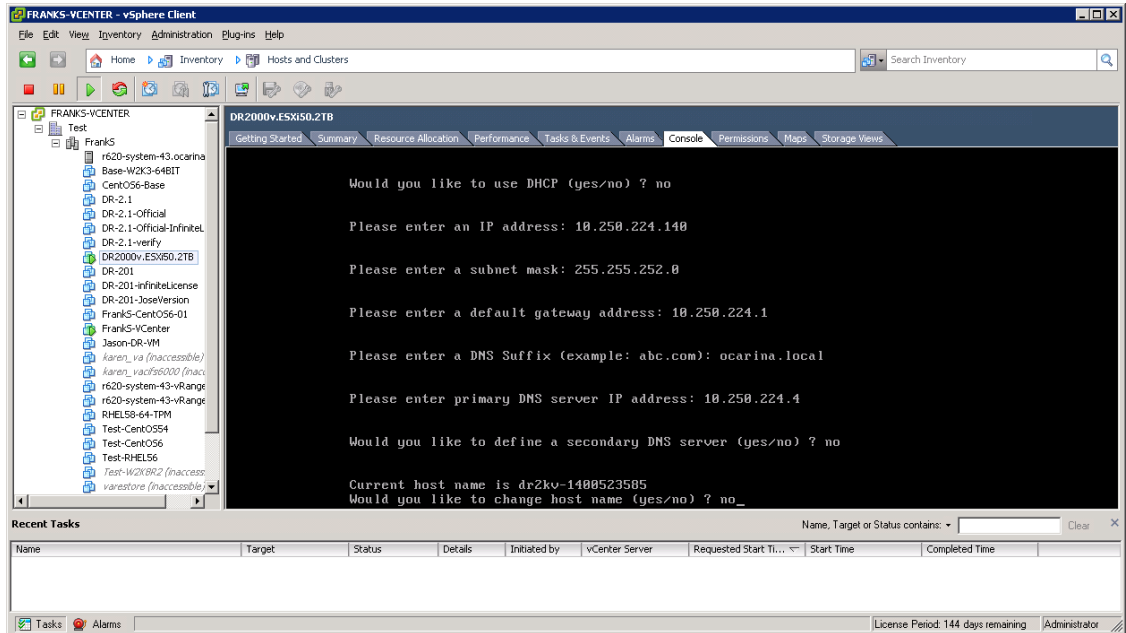 FRANKS-VCENTER - vSphere Client
File Edit View Inventory Administration Plug-ins Help
Home Inventory Hosts and Clusters Search Inventory
FRANKS-VCENTER
Test
FrankS
r620-system-43.ocarina
Base-W2K3-64BIT
CentOS6-Base
DR-2.1
DR-2.1-Official
DR-2.1-Official-InfiniteL
DR-2.1-verify
DR2000v.ESXi50.2TB
DR-201
DR-201-infiniteLicense
DR-201-JoseVersion
FrankS-CentOS6-01
FrankS-VCenter
Jason-DR-VM
karen_va (inaccessible)
karen_vacifs6000 (inacc
r620-system-43-vRange
r620-system-43-vRange
RHEL58-64-TPM
Test-CentOS54
Test-CentOS6
Test-RHEL56
Test-W2K8R2 (inaccess
varestore (inaccessible)
DR2000v.ESXi50.2TB
Getting Started Summary Resource Allocation Performance Tasks & Events Alarms Console Permissions Maps Storage Views
Would you like to use DHCP (yes/no) ? no
Please enter an IP address: 10.250.224.140
Please enter a subnet mask: 255.255.252.0
Please enter a default gateway address: 10.250.224.1
Please enter a DNS Suffix (example: abc.com): ocarina.local
Please enter primary DNS server IP address: 10.250.224.4
Would you like to define a secondary DNS server (yes/no) ? no
Current host name is dr2kv-1400523585
Would you like to change host name (yes/no) ? no_
Recent Tasks Name, Target or Status contains: Clear
Name Target Status Details Initiated by vCenter Server Requested Start Ti... Start Time Completed Time
Tasks Alarms License Period: 144 days remaining Administrator